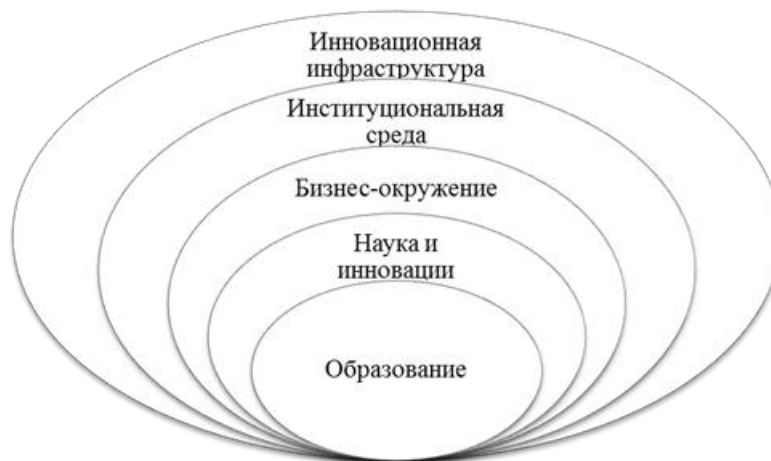 Инновационная
инфраструктура
Институциональная
среда
Бизнес-окружение
Наука и
инновации
Образование